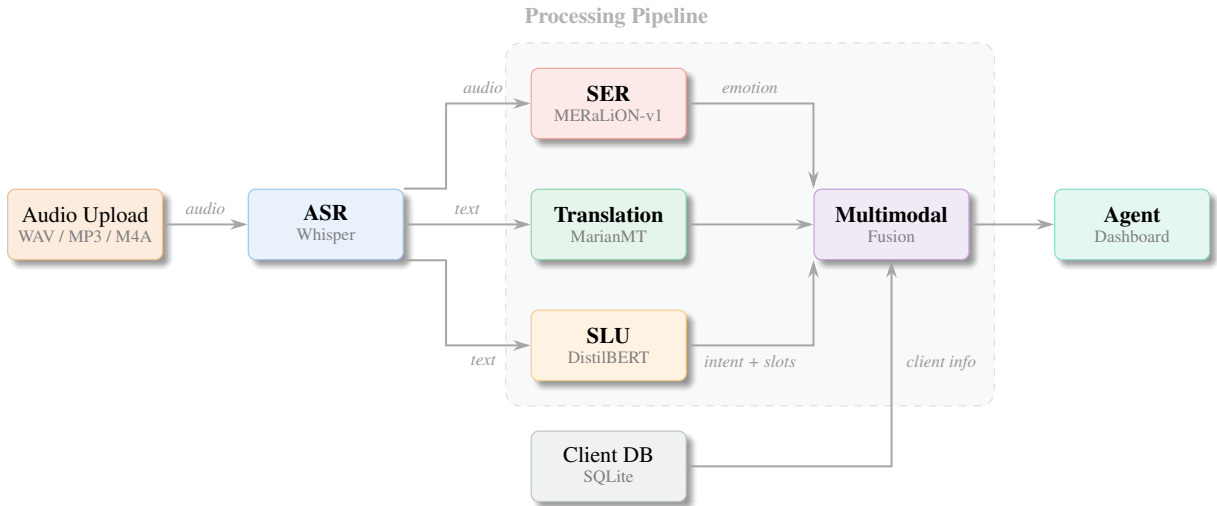 Processing Pipeline
audio
SER
MERaLiON-v1
emotion
Audio Upload
WAV / MP3 / M4A
audio
ASR
Whisper
text
Translation
MarianMT
Multimodal
Fusion
Agent
Dashboard
text
SLU
DistilBERT
intent + slots
client info
Client DB
SQLite